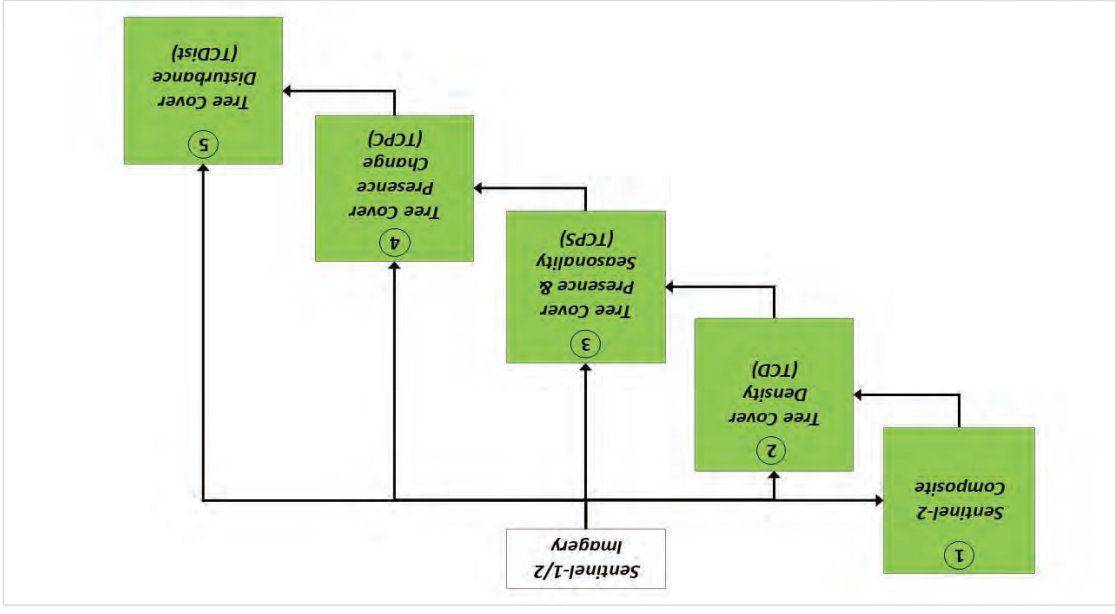 Sentinel-1/2
Imagery
1
Sentinel-2
Composite
2
Tree Cover
Density
(TCD)
3
Tree Cover
Presence &
Seasonality
(TCPS)
4
Tree Cover
Presence
Change
(TCPC)
5
Tree Cover
Disturbance
(TCDist)